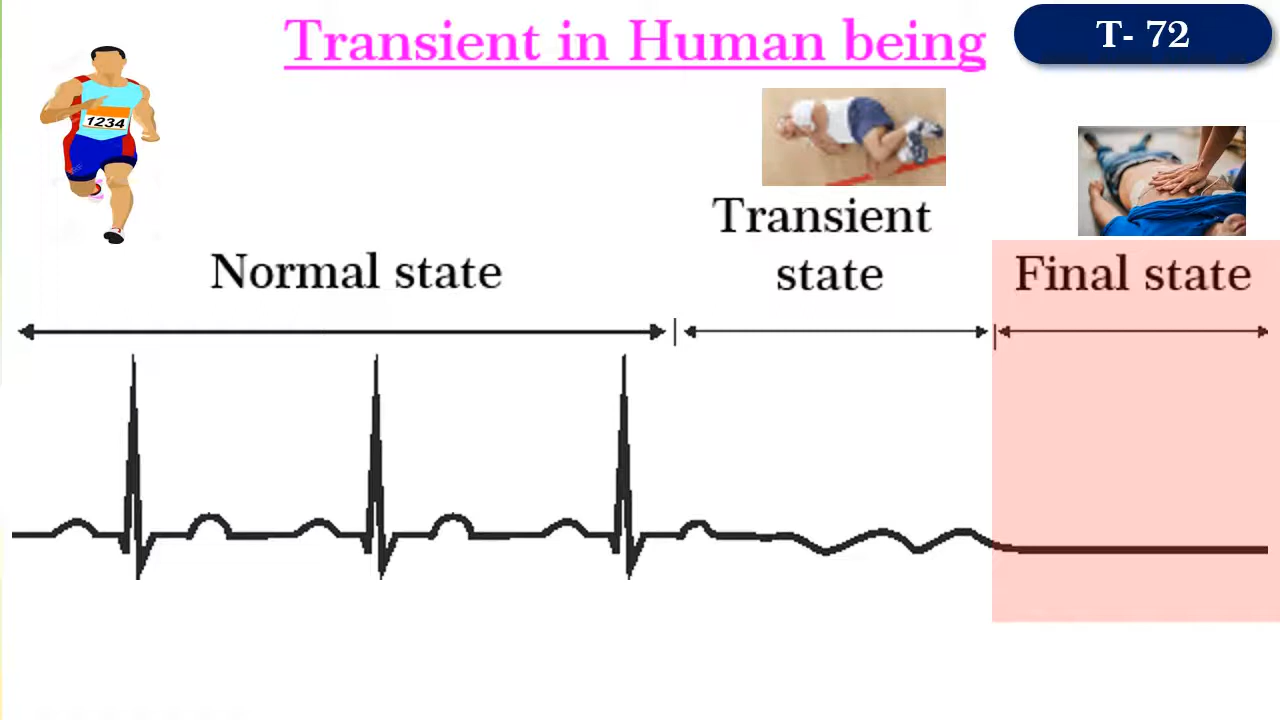 Transient in Human being
T- 72
1234
Transient
state
Normal state
Final state